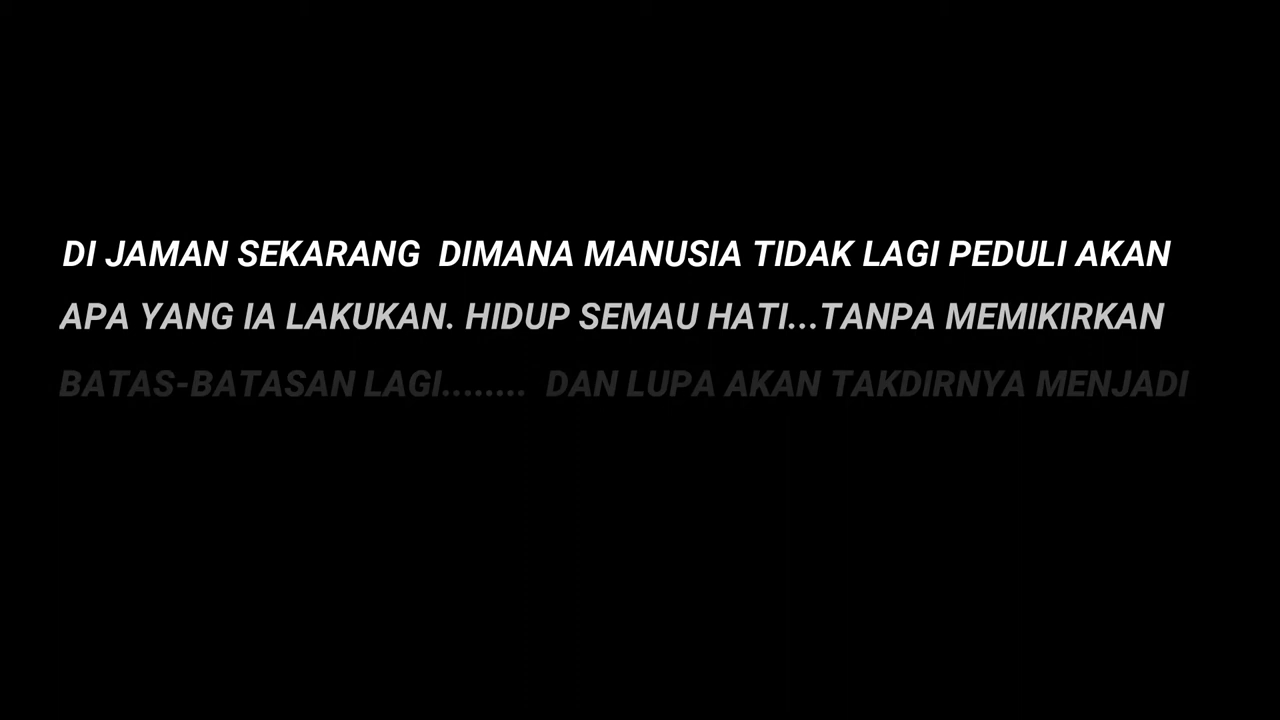 DI JAMAN SEKARANG  DIMANA MANUSIA TIDAK LAGI PEDULI AKAN
APA YANG IA LAKUKAN. HIDUP SEMAU HATI...TANPA MEMIKIRKAN
BATAS-BATASAN LAGI........  DAN LUPA AKAN TAKDIRNYA MENJADI